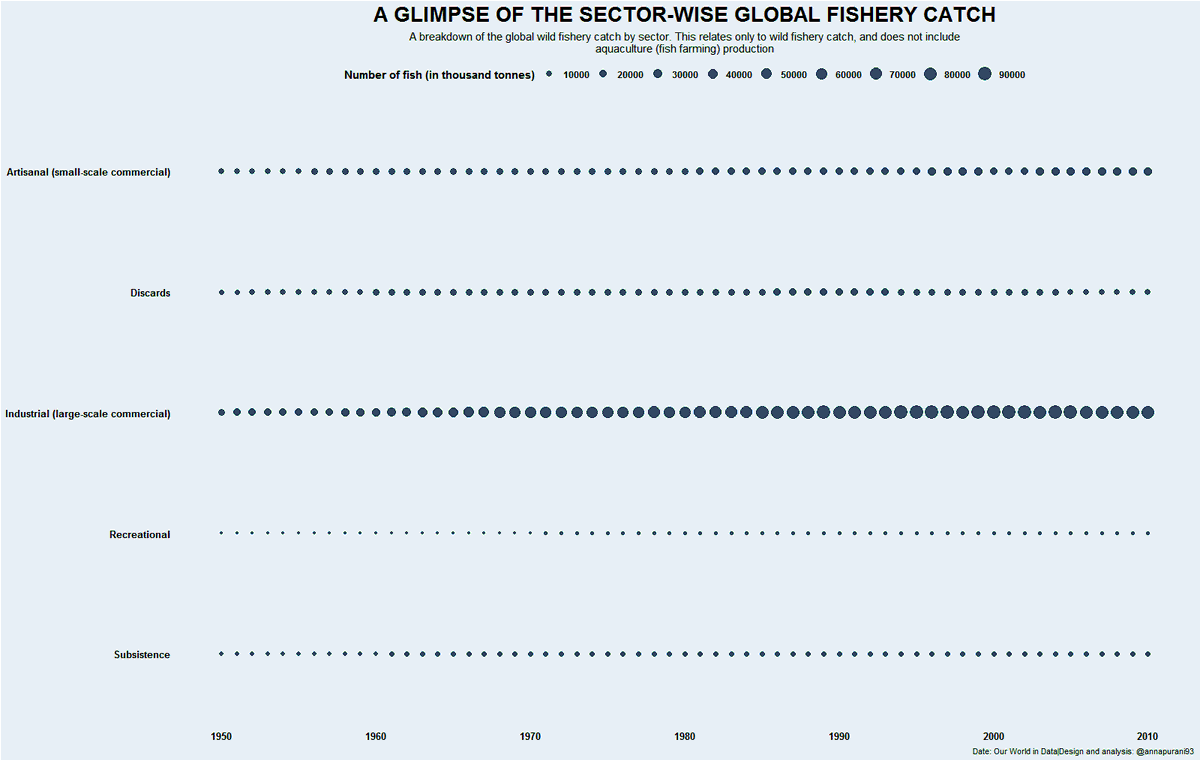 A GLIMPSE OF THE SECTOR-WISE GLOBAL FISHERY CATCH
A breakdown of the global wild fishery catch by sector. This relates only to wild fishery catch, and does not include
aquaculture (fish farming) production
Number of fish (in thousand tonnes) 10000 20000 30000 40000 50000 60000 70000 80000 90000
Artisanal (small-scale commercial)
Discards
Industrial (large-scale commercial)
Recreational
Subsistence
1950 1960 1970 1980 1990 2000 2010
Date: Our World in Data|Design and analysis: @annapurani93